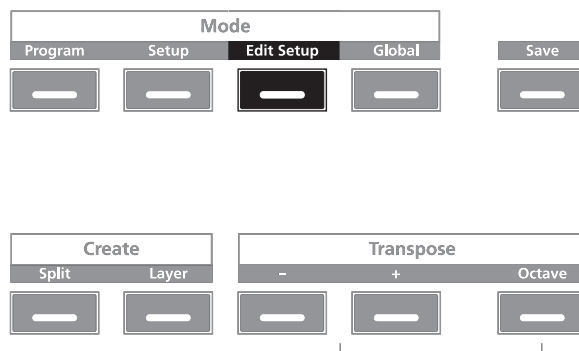 Mode
Program Setup Edit Setup Global Save
Create Transpose
Split Layer – + Octave